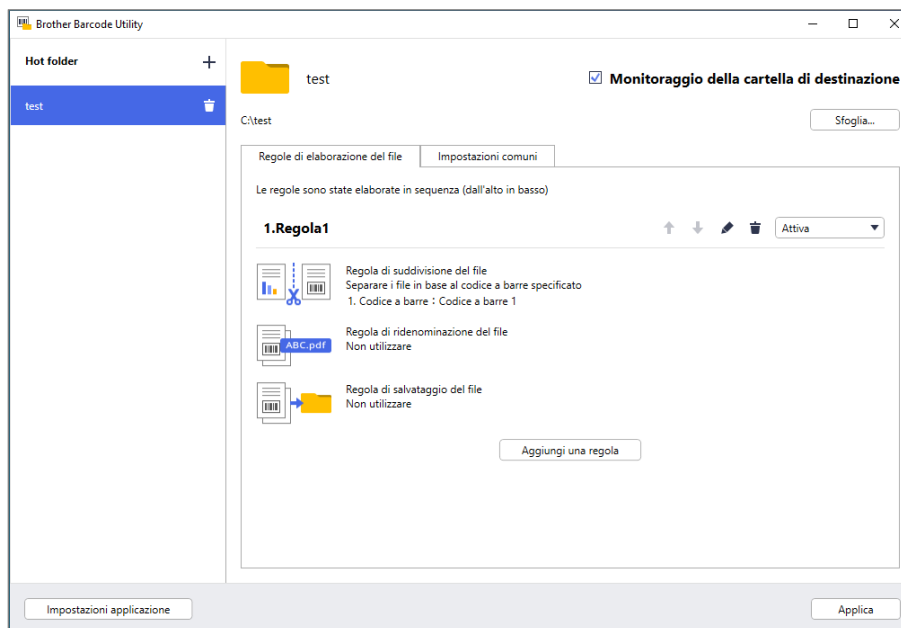 Brother Barcode Utility
Hot folder
test
test
Monitoraggio della cartella di destinazione
C:\test
Sfoglia...
Regole di elaborazione del file
Impostazioni comuni
Le regole sono state elaborate in sequenza (dall'alto in basso)
1.Regola1
Attiva
Regola di suddivisione del file
Separare i file in base al codice a barre specificato
1. Codice a barre : Codice a barre 1
ABC.pdf
Regola di ridenominazione del file
Non utilizzare
Regola di salvataggio del file
Non utilizzare
Aggiungi una regola
Impostazioni applicazione
Applica